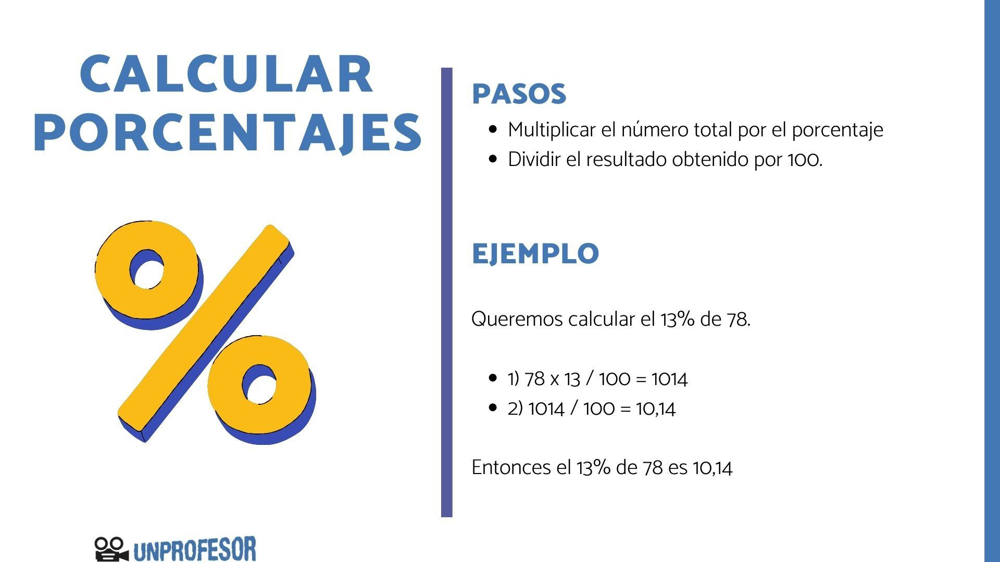 CALCULAR
PORCENTAJES
PASOS
• Multiplicar el número total por el porcentaje
• Dividir el resultado obtenido por 100.
EJEMPLO
Queremos calcular el 13% de 78.
• 1) 78 x 13 / 100 = 1014
• 2) 1014 / 100 = 10,14
Entonces el 13% de 78 es 10,14
%
UNPROFESOR